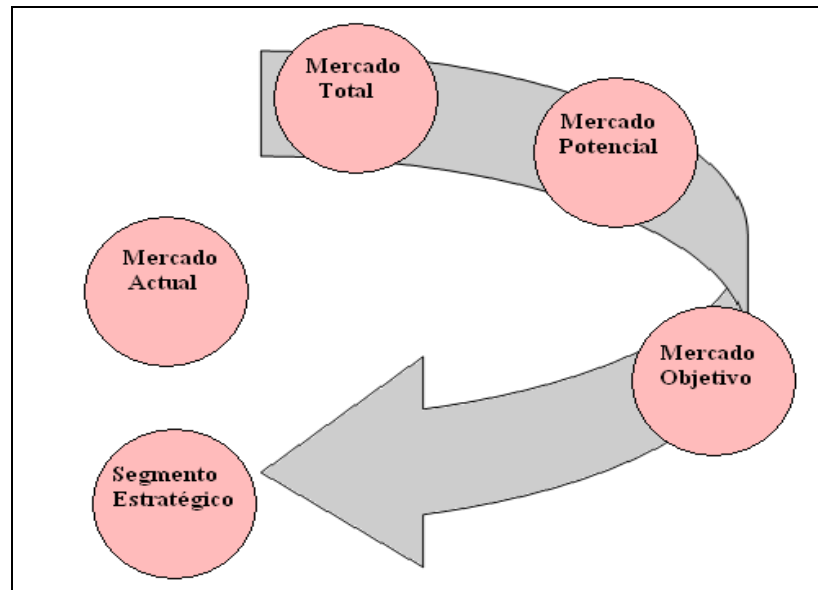 Mercado
Total
Mercado
Potencial
Mercado
Objetivo
Mercado
Actual
Segmento
Estratégico